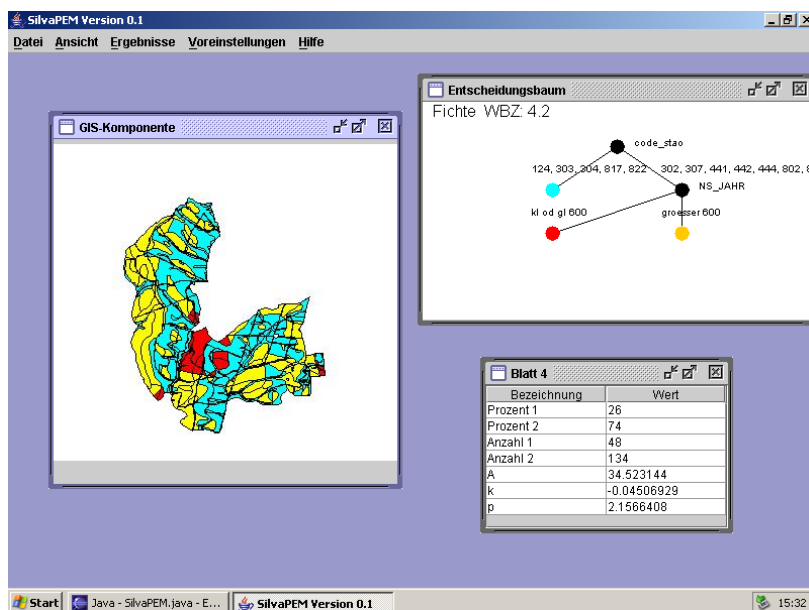 SilvaPEM Version 0.1
Datei Ansicht Ergebnisse Voreinstellungen Hilfe
GIS-Komponente
Entscheidungsbaum
Fichte WBZ: 4.2
code_stao
124, 303, 304, 817, 822 302, 307, 441, 442, 444, 802, 8
NS_JAHR
kl od gl 600 groesser 600
Blatt 4
Bezeichnung Wert
Prozent 1 26
Prozent 2 74
Anzahl 1 48
Anzahl 2 134
A 34.523144
k -0.04506929
p 2.1566408
Start Java - SilvaPEM.java - E... SilvaPEM Version 0.1 15:32